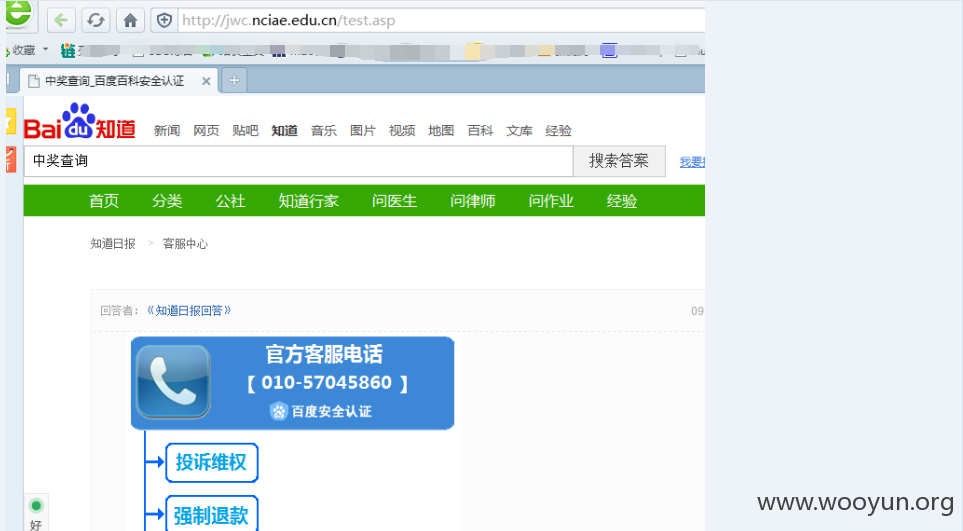 http://jwc.nciae.edu.cn/test.asp
收藏
中奖查询_百度百科安全认证
Bai du 知道 新闻 网页 贴吧 知道 音乐 图片 视频 地图 百科 文库 经验
中奖查询 搜索答案 我要
首页 分类 公社 知道行家 问医生 问律师 问作业 经验
知道日报 > 客服中心
回答者：《知道日报回答》 09
官方客服电话
【 010-57045860 】
百度安全认证
投诉维权
强制退款
好
www.wooyun.org